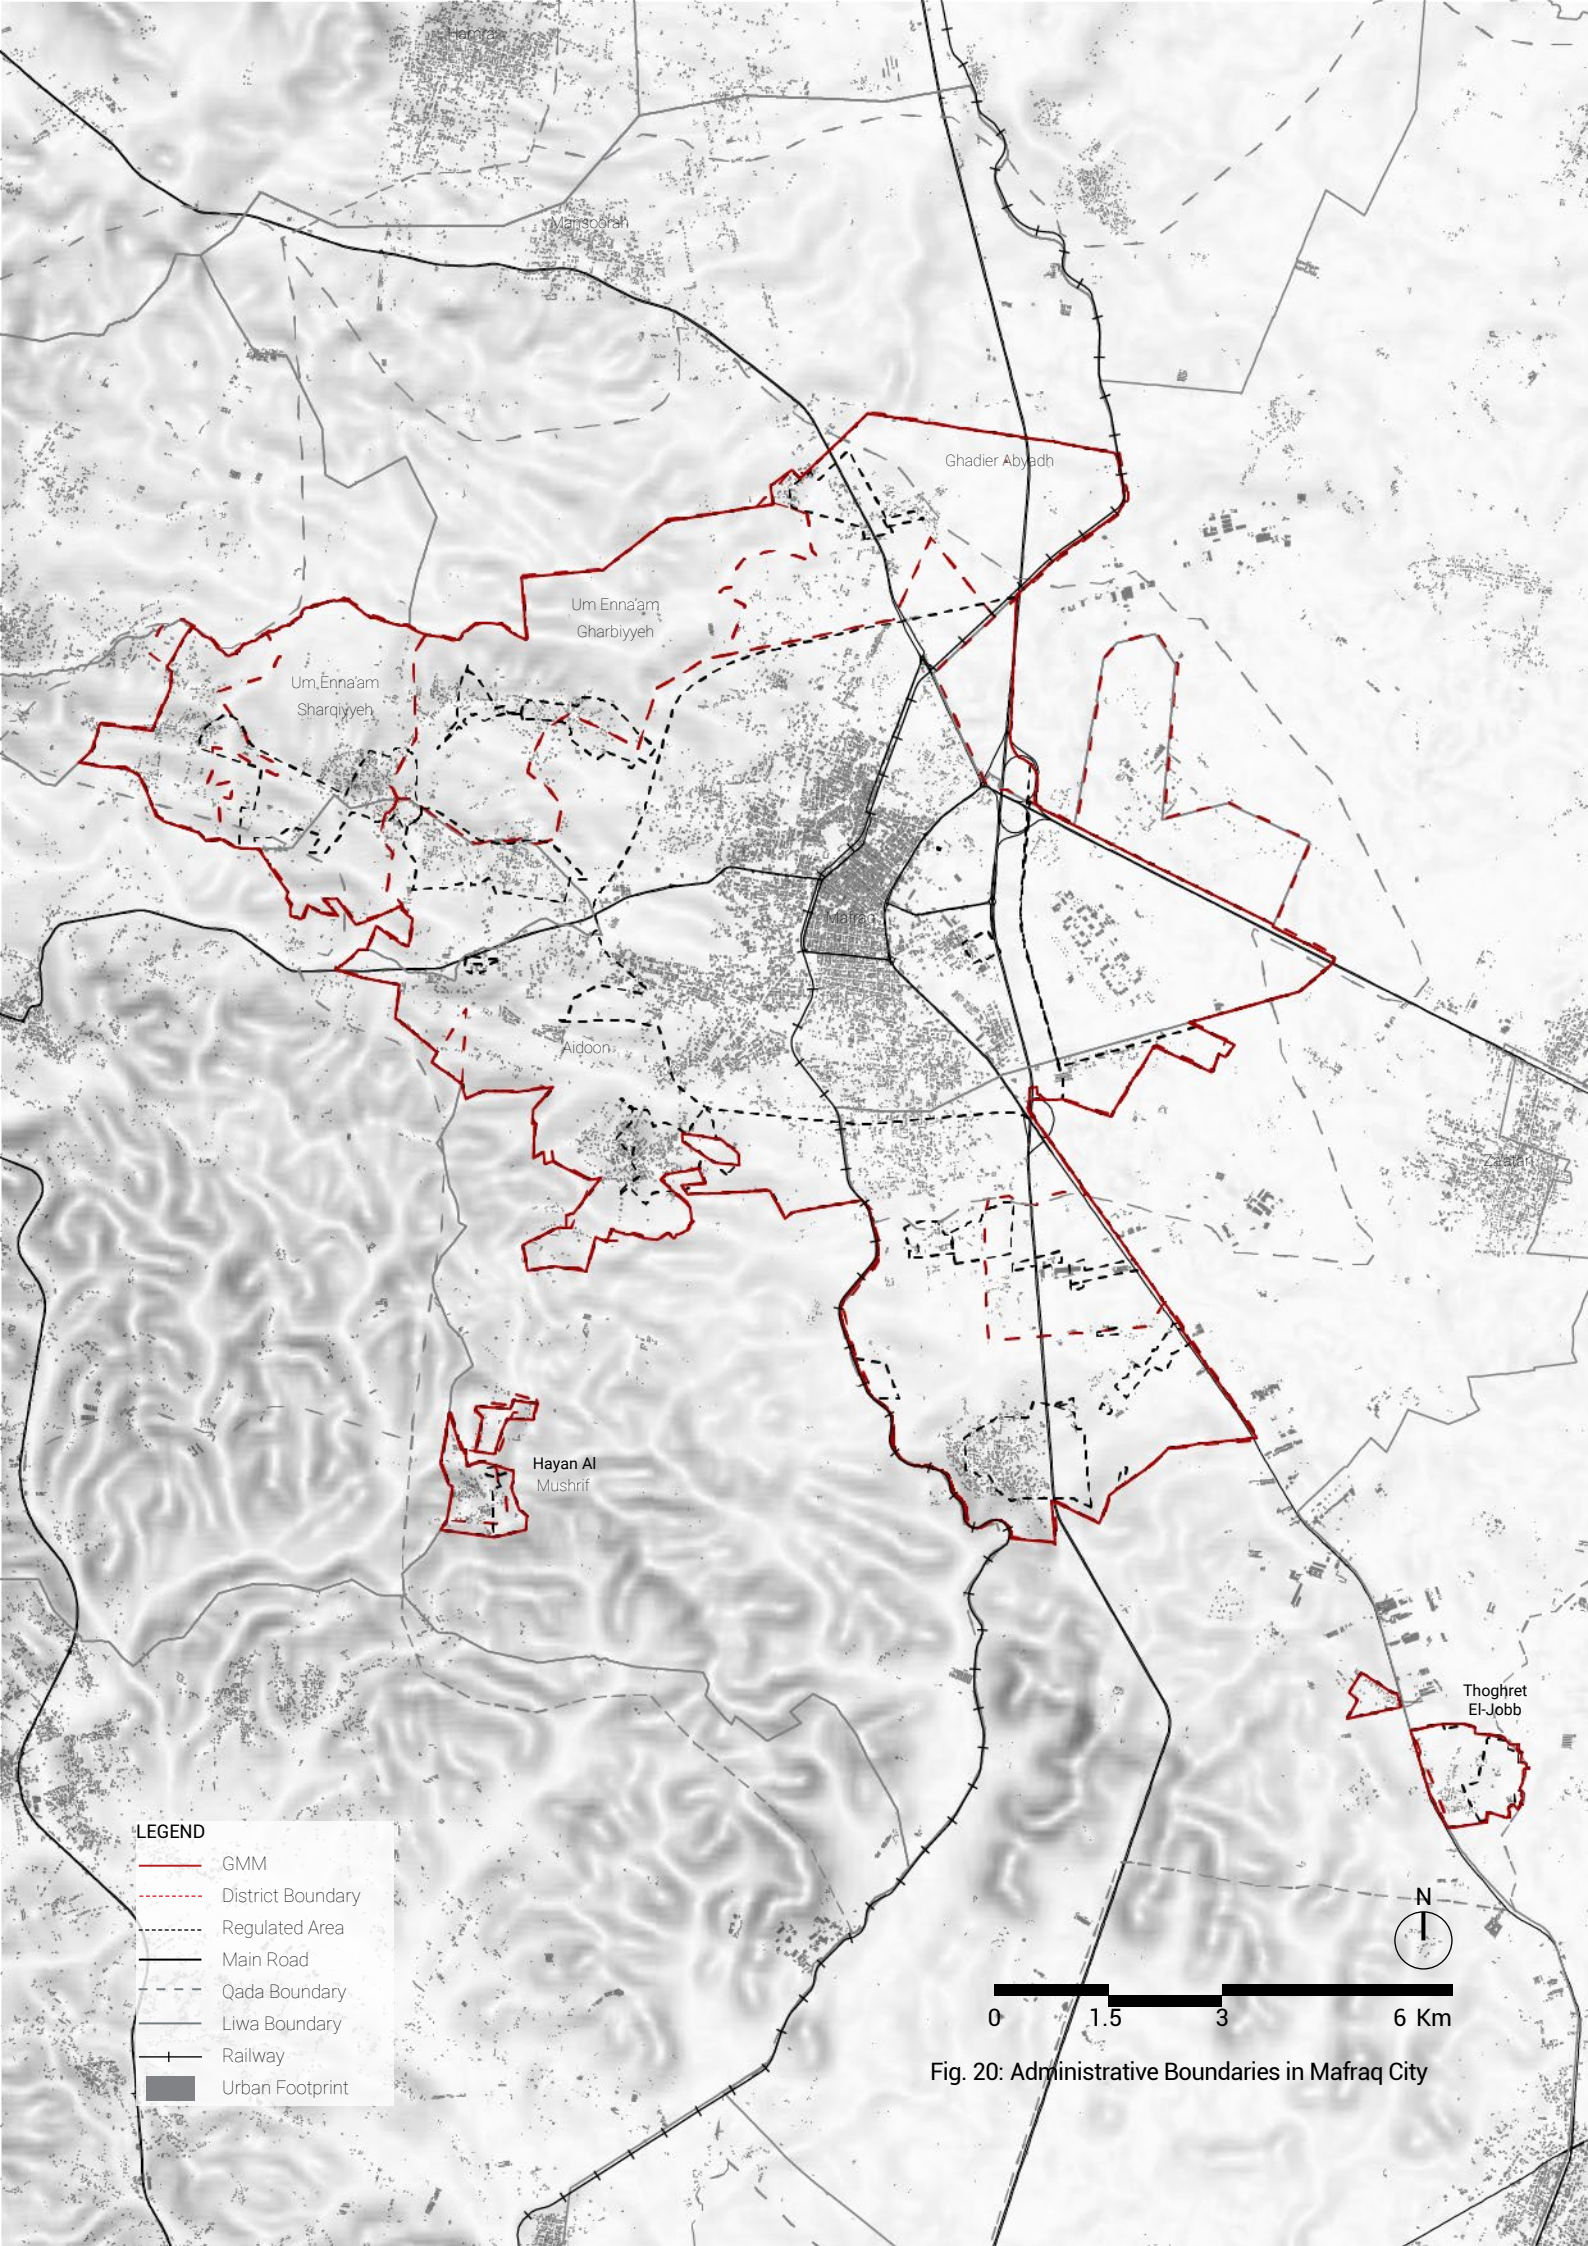 Hamra
Mansoorah
Ghadier Abyadh
Um Enna'am
Gharbiyyeh
Um Enna'am
Sharqiyyeh
Mafraq
Aidoon
Za'atari
Hayan Al
Mushrif
Thoghret
El-Jobb
LEGEND
GMM
District Boundary
Regulated Area
Main Road
Qada Boundary
Liwa Boundary
Railway
Urban Footprint
N
0 1.5 3 6 Km
Fig. 20: Administrative Boundaries in Mafraq City